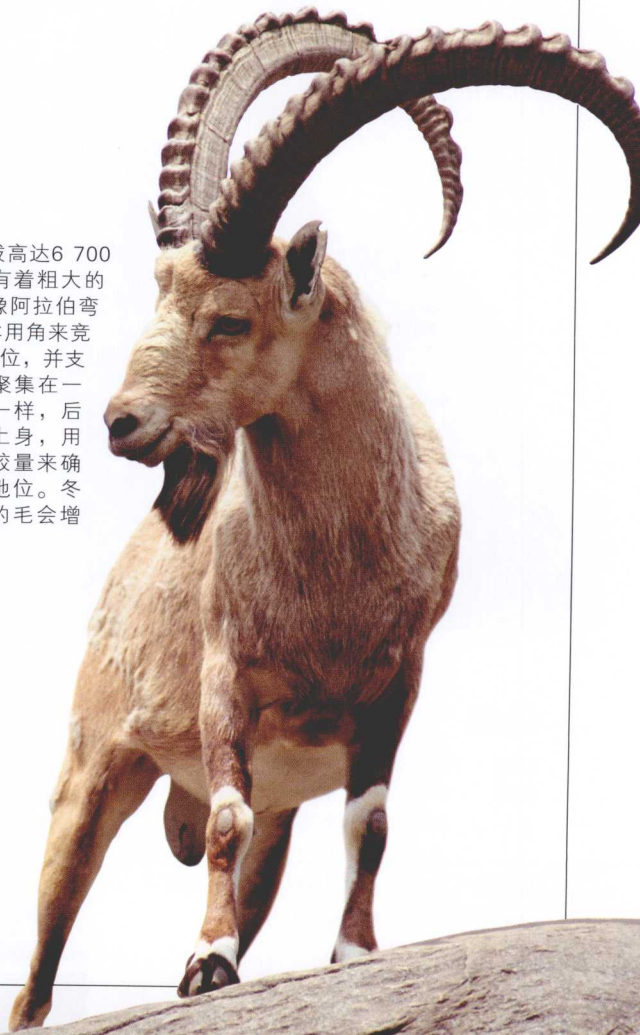 高达6 700
有着粗大的
像阿拉伯弯
用角来竞
位，并支
聚集在一
一样，后
上身，用
较量来确
地位。冬
的毛会增